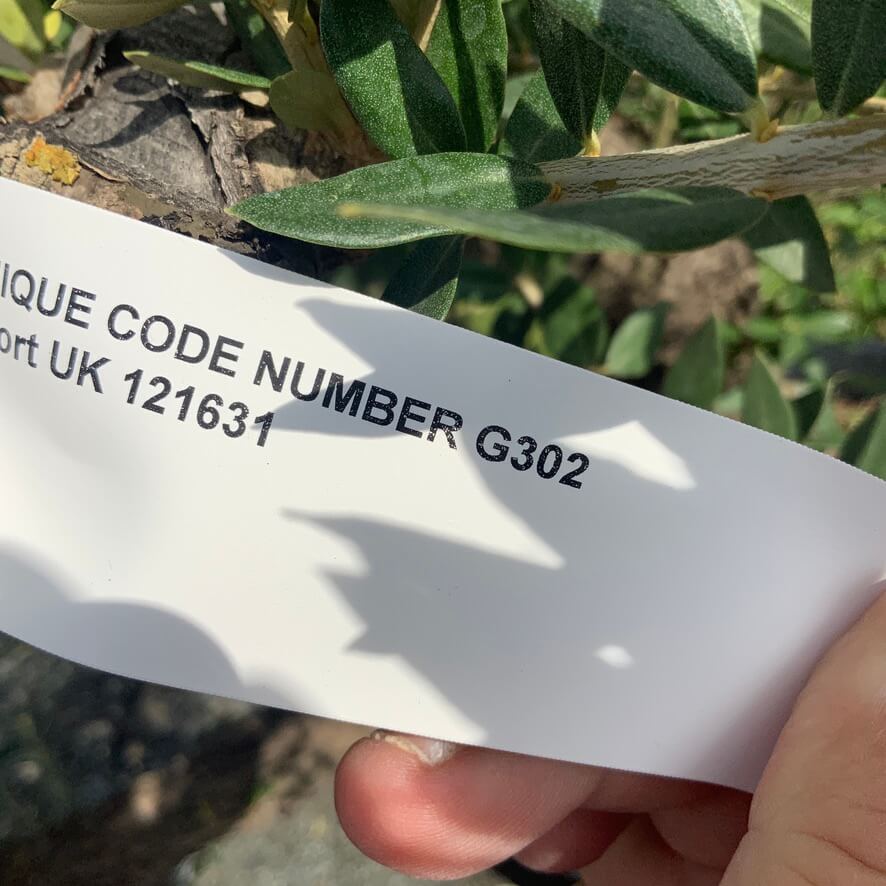 IQUE CODE NUMBER G302
ort UK 121631